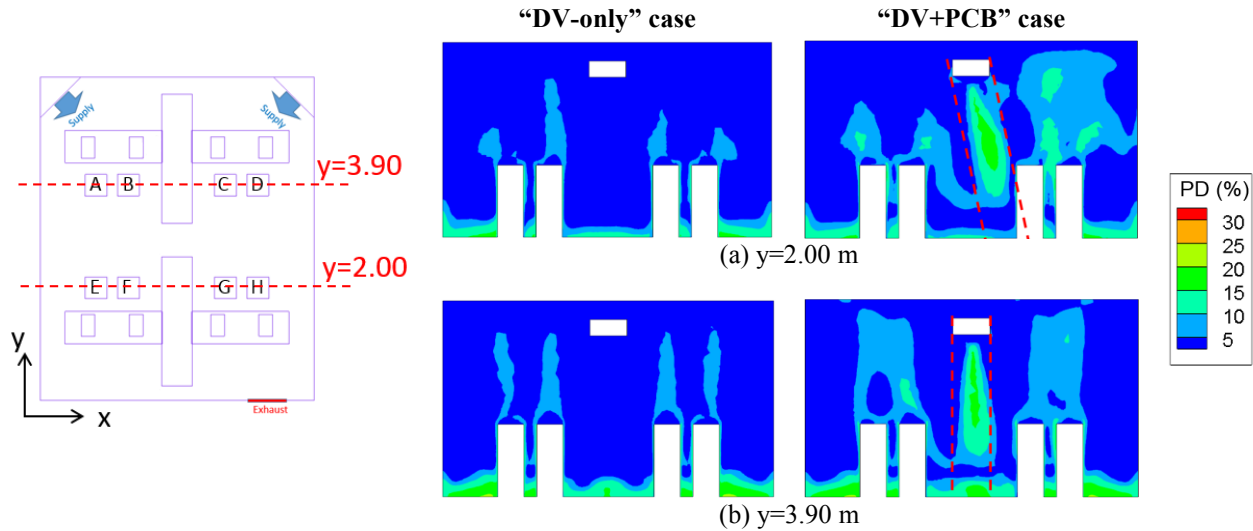 “DV-only” case
“DV+PCB” case
Supply
Supply
y=3.90
A
B
C
D
y=2.00
E
F
G
H
y
x
Exhaust
(a) y=2.00 m
PD (%)
30
25
20
15
10
5
(b) y=3.90 m